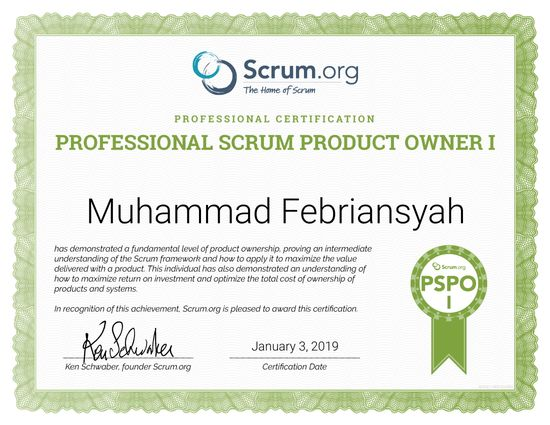 Scrum.org
The Home of Scrum
PROFESSIONAL CERTIFICATION
PROFESSIONAL SCRUM PRODUCT OWNER I
Muhammad Febriansyah
has demonstrated a fundamental level of product ownership, proving an intermediate
understanding of the Scrum framework and how to apply it to maximize the value
delivered with a product. This individual has also demonstrated an understanding of
how to maximize return on investment and optimize the total cost of ownership of
products and systems.
In recognition of this achievement, Scrum.org is pleased to award this certification.
Scrum.org
PSPO
I
Ken Schwaber
January 3, 2019
Ken Schwaber, founder Scrum.org
Certification Date